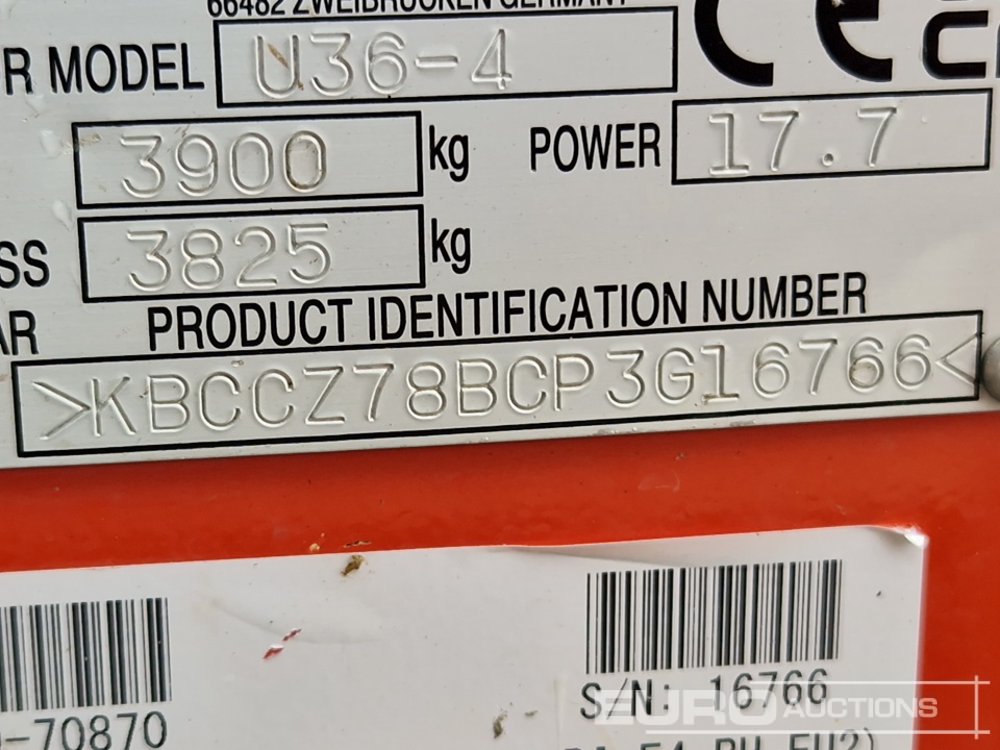 66482 ZWEIBRÜCKEN GERMANY
R MODEL U36-4 CE
3900 kg POWER 17.7
SS 3825 kg
AR PRODUCT IDENTIFICATION NUMBER
>KBCCZ78BCP3G16766<
S/N: 16766
-70870
EURO AUCTIONS